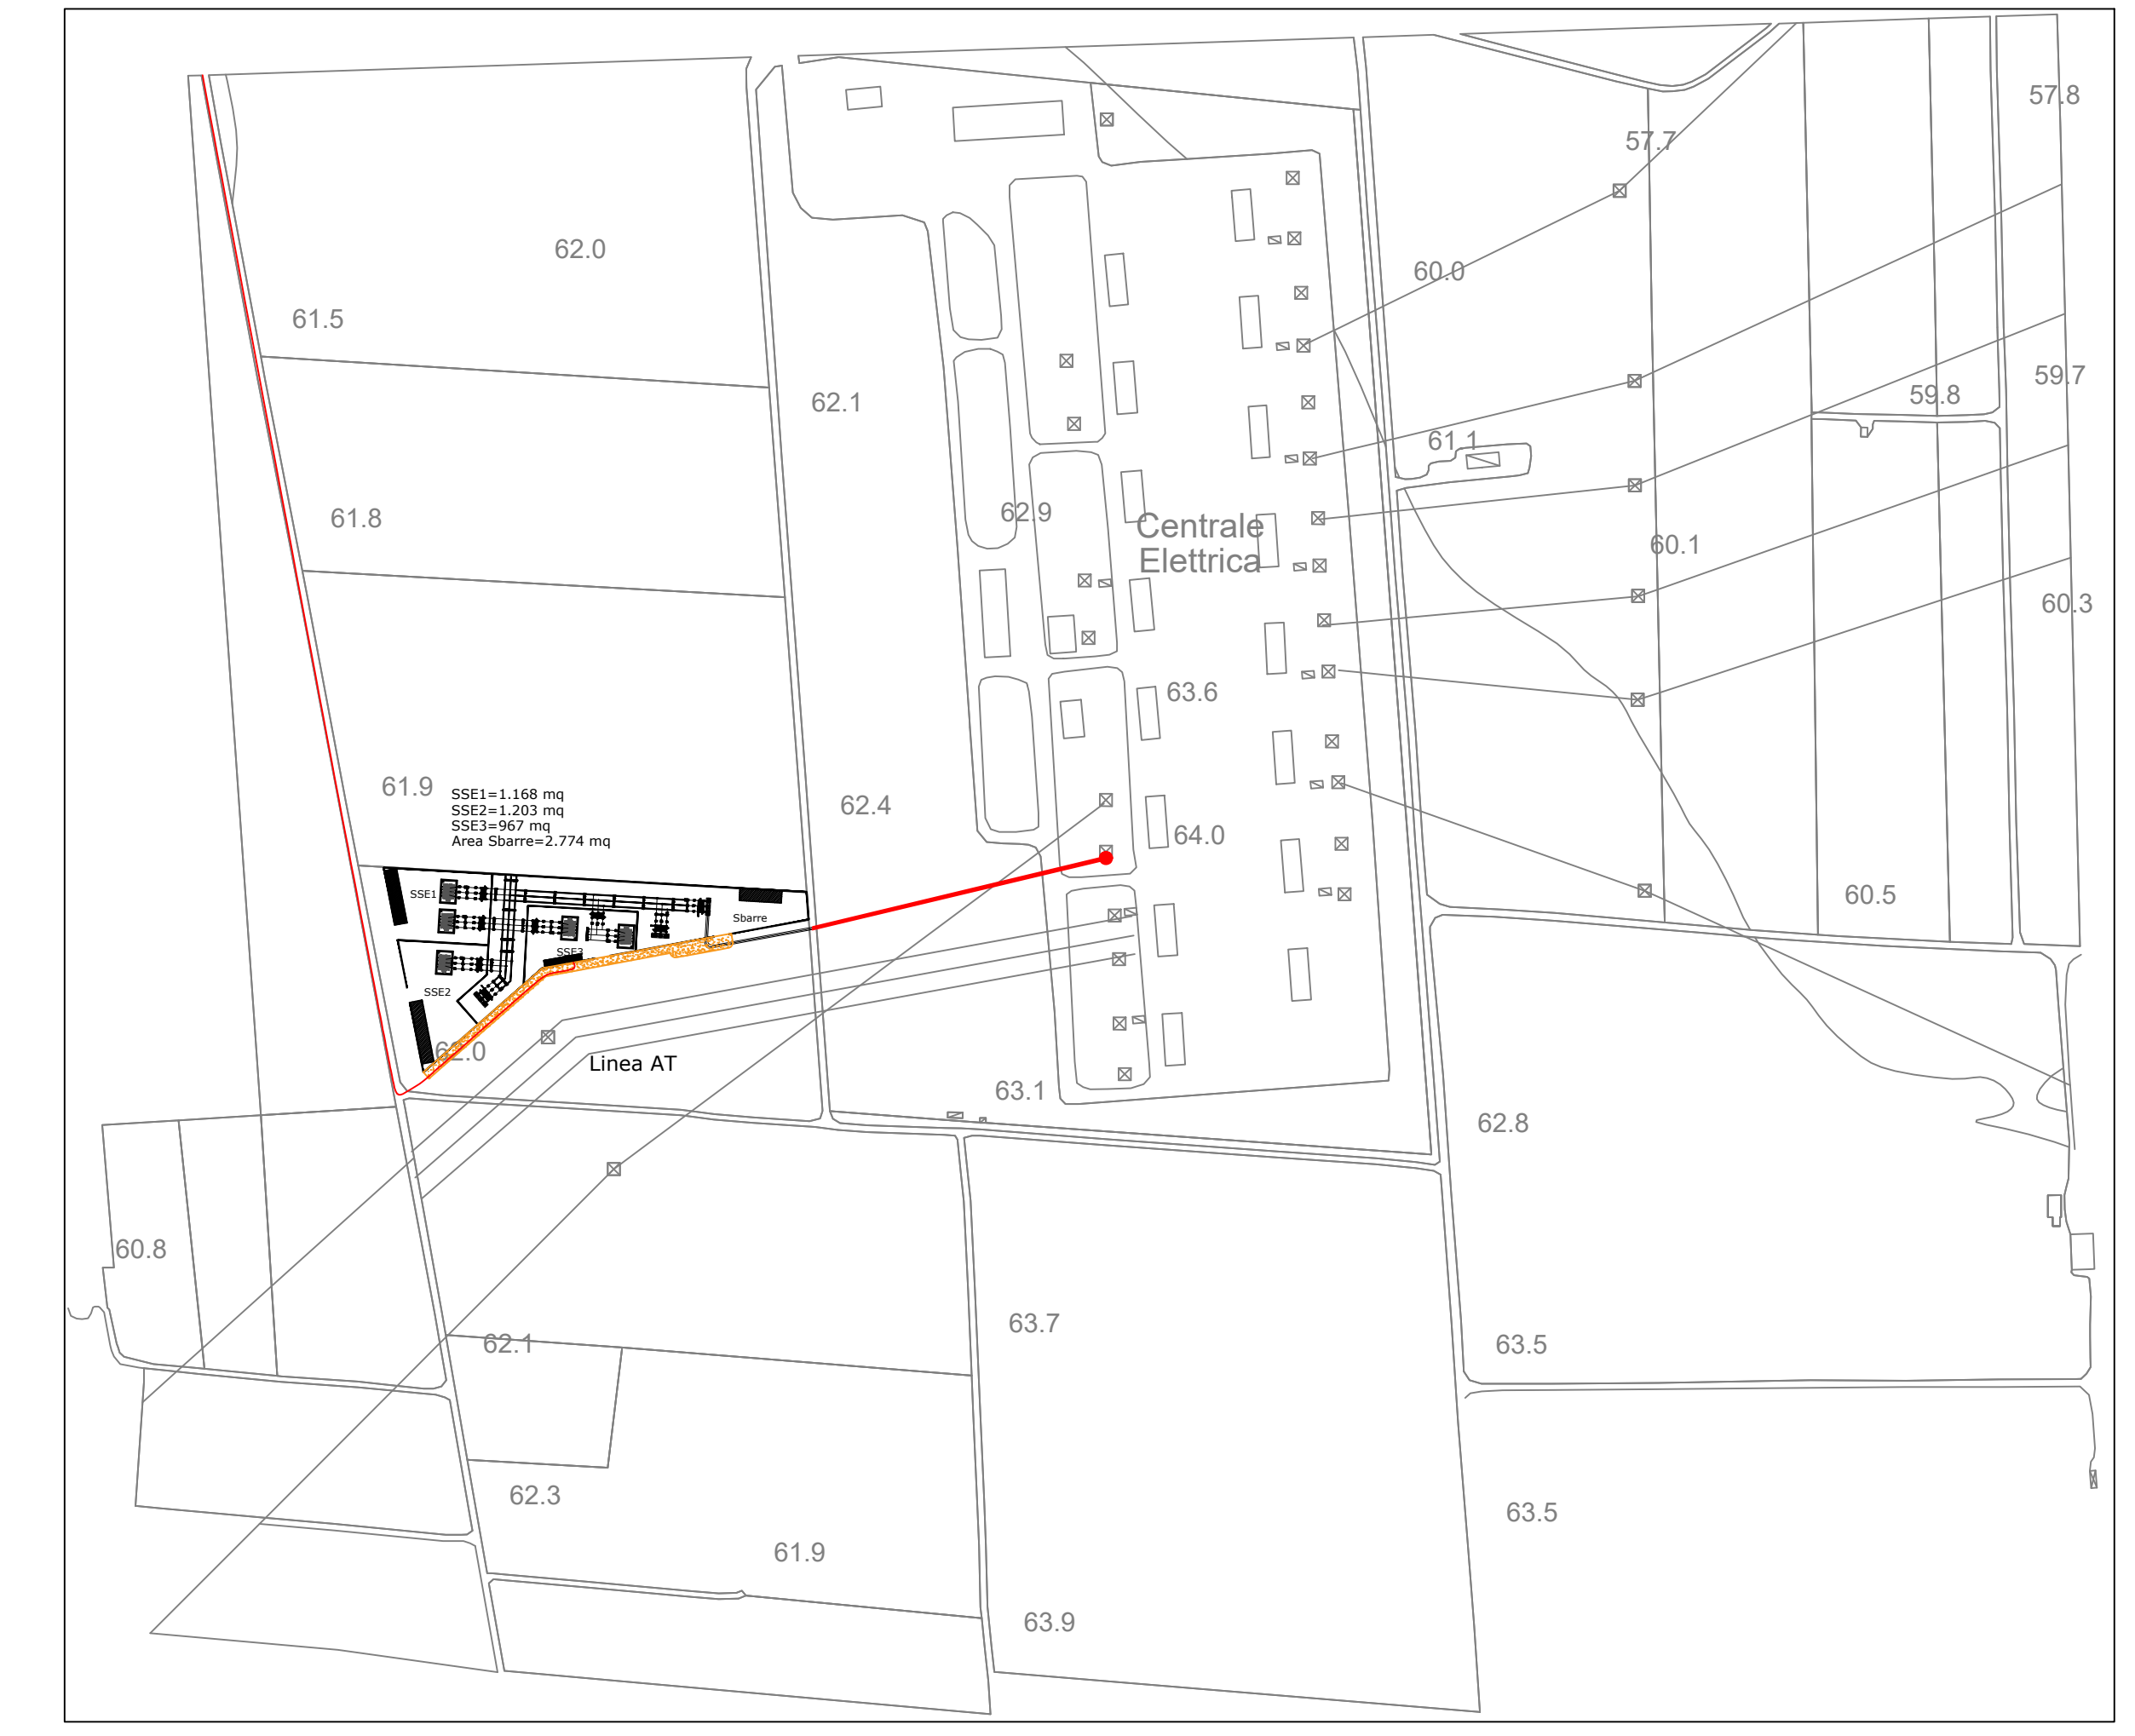 57.8
57.7
62.0
60.0
61.5
59.7
59.8
62.1
61.1
62.9
61.8
Centrale
Elettrica
60.1
60.3
63.6
61.9
SSE1=1.168 mq
SSE2=1.203 mq
SSE3=967 mq
Area Sbarre=2.774 mq
62.4
64.0
SSE1
60.5
Sbarre
SSE3
SSE2
62.0
Linea AT
63.1
62.8
60.8
63.7
62.1
63.5
62.3
63.5
61.9
63.9